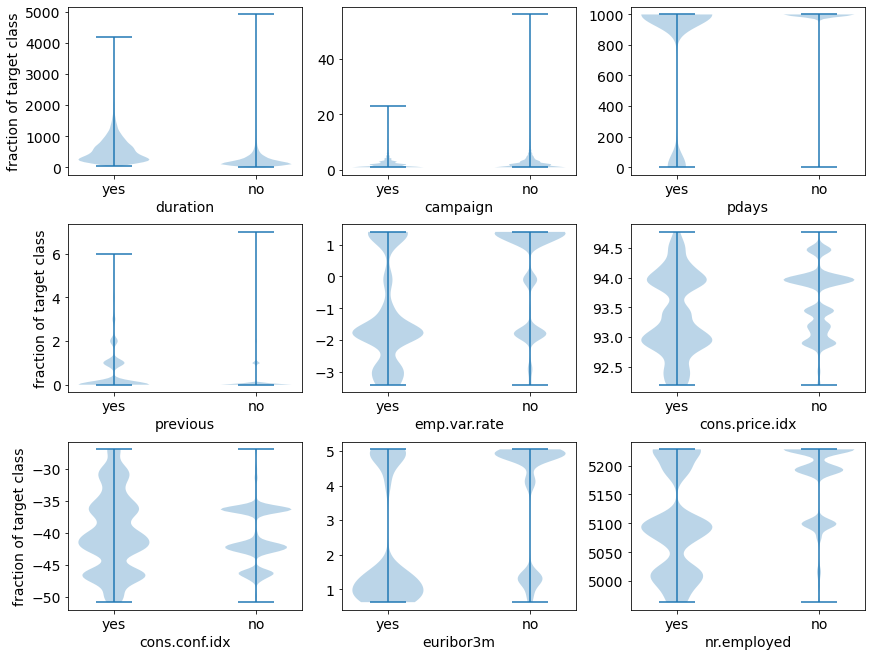 fraction of target class
5000
4000
3000
2000
1000
0
yes no
duration
40
20
0
yes no
campaign
1000
800
600
400
200
0
yes no
pdays
fraction of target class
6
4
2
0
yes no
previous
1
0
−1
−2
−3
yes no
emp.var.rate
94.5
94.0
93.5
93.0
92.5
yes no
cons.price.idx
fraction of target class
−30
−35
−40
−45
−50
yes no
cons.conf.idx
5
4
3
2
1
yes no
euribor3m
5200
5150
5100
5050
5000
yes no
nr.employed